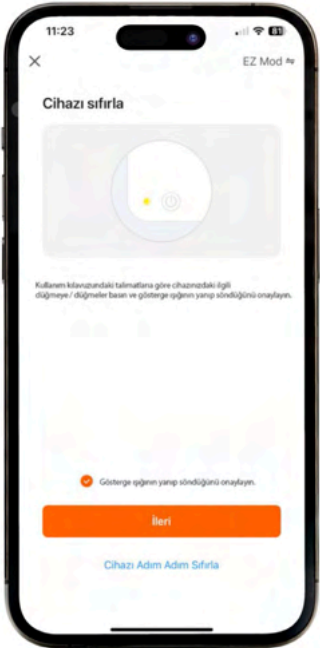 11:23
81
EZ Mod
Cihazı sıfırla
Kullanım kılavuzundaki talimatlara göre cihazınızdaki ilgili
düğmeye / düğmeler basın ve gösterge ışığının yanıp söndüğünü onaylayın.
Gösterge ışığının yanıp söndüğünü onaylayın.
İleri
Cihazı Adım Adım Sıfırla